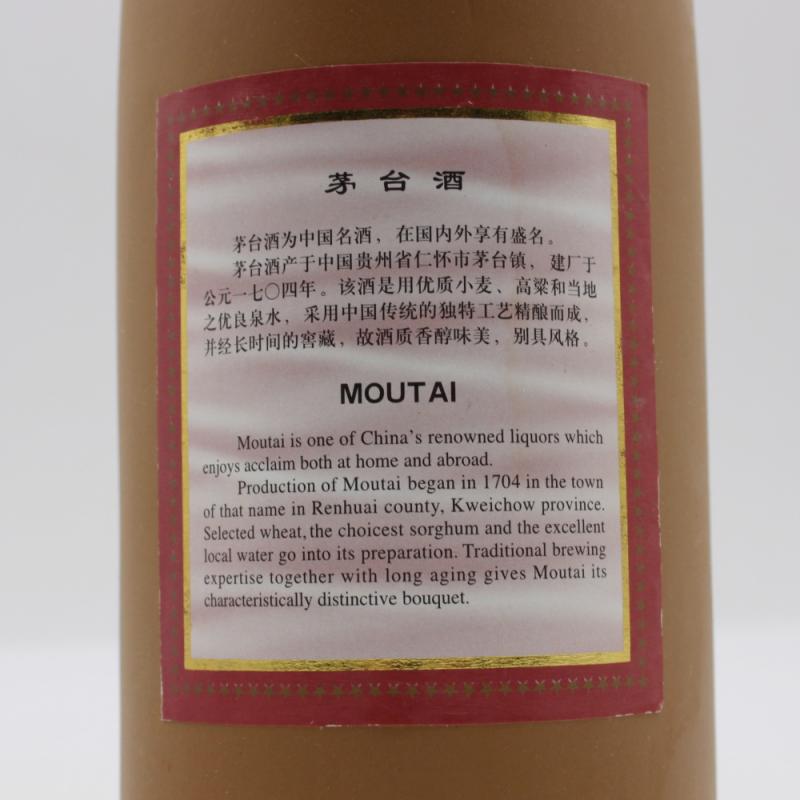 茅台酒
茅台酒为中国名酒，在国内外享有盛名。
茅台酒产于中国贵州省仁怀市茅台镇，建厂于
公元一七〇四年。该酒是用优质小麦、高粱和当地
之优良泉水，采用中国传统的独特工艺精酿而成，
并经长时间的窖藏，故酒质香醇味美，别具风格。
MOUTAI
Moutai is one of China's renowned liquors which
enjoys acclaim both at home and abroad.
Production of Moutai began in 1704 in the town
of that name in Renhuai county, Kweichow province.
Selected wheat, the choicest sorghum and the excellent
local water go into its preparation. Traditional brewing
expertise together with long aging gives Moutai its
characteristically distinctive bouquet.